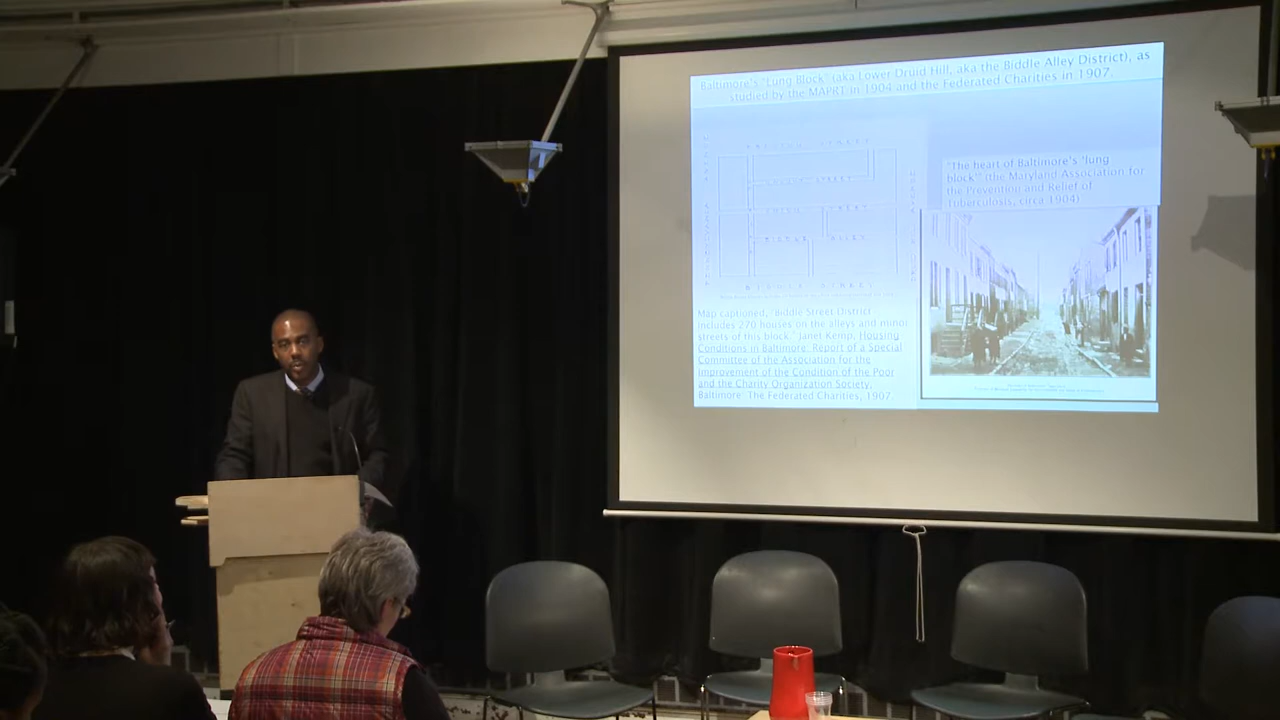 Baltimore's "Lung Block" (aka Lower Druid Hill, aka the Biddle Alley District), as
studied by the MAPRT in 1904 and the Federated Charities in 1907.
"The heart of Baltimore's 'lung
block'" (the Maryland Association for
the Prevention and Relief of
Tuberculosis, circa 1904)
BIDDLE ALLEY
STREET
Map captioned, "Biddle Street District
includes 270 houses on the alleys and minor
streets of this block." Janet Kemp, Housing
Conditions in Baltimore: Report of a Special
Committee of the Association for the
Improvement of the Condition of the Poor
and the Charity Organization Society,
Baltimore: The Federated Charities, 1907.